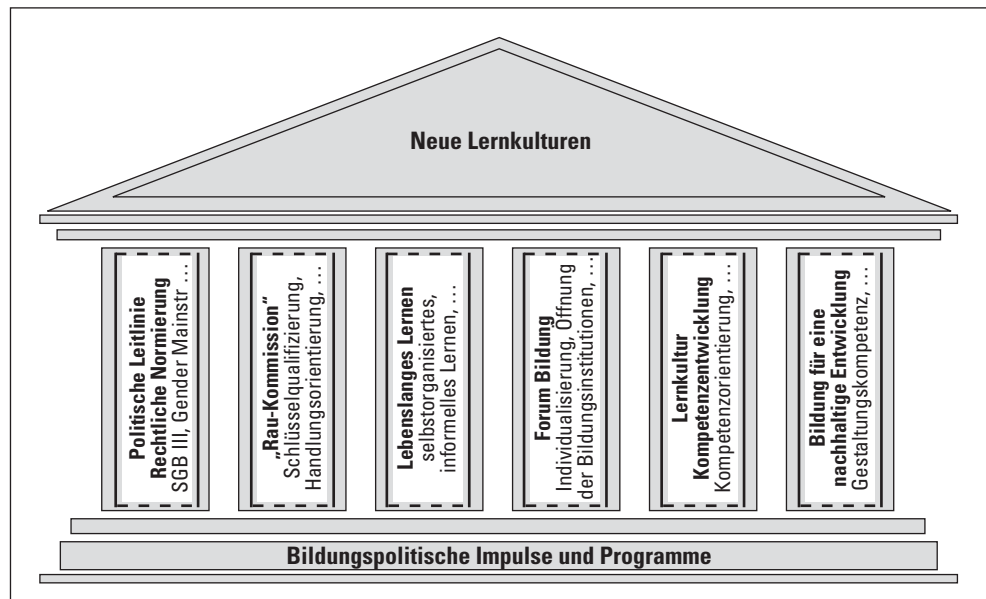 Neue Lernkulturen
Politische Leitlinie
Rechtliche Normierung
SGB III, Gender Mainstr …
„Rau-Kommission“
Schlüsselqualifizierung,
Handlungsorientierung, …
Lebenslanges Lernen
selbstorganisiertes,
informelles Lernen, …
Forum Bildung
Individualisierung, Öffnung
der Bildungsinstitutionen, …
Lernkultur
Kompetenzentwicklung
Kompetenzorientierung, …
Bildung für eine
nachhaltige Entwicklung
Gestaltungskompetenz, …
Bildungspolitische Impulse und Programme